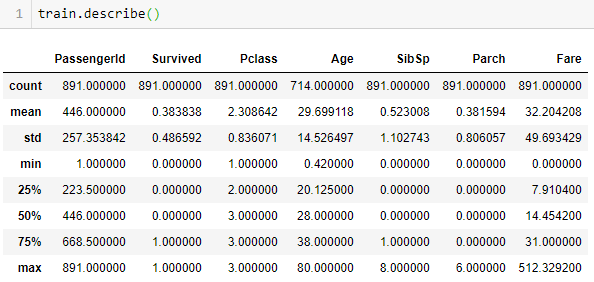 1 train.describe()
PassengerId Survived Pclass Age SibSp Parch Fare
count 891.000000 891.000000 891.000000 714.000000 891.000000 891.000000 891.000000
mean 446.000000 0.383838 2.308642 29.699118 0.523008 0.381594 32.204208
std 257.353842 0.486592 0.836071 14.526497 1.102743 0.806057 49.693429
min 1.000000 0.000000 1.000000 0.420000 0.000000 0.000000 0.000000
25% 223.500000 0.000000 2.000000 20.125000 0.000000 0.000000 7.910400
50% 446.000000 0.000000 3.000000 28.000000 0.000000 0.000000 14.454200
75% 668.500000 1.000000 3.000000 38.000000 1.000000 0.000000 31.000000
max 891.000000 1.000000 3.000000 80.000000 8.000000 6.000000 512.329200